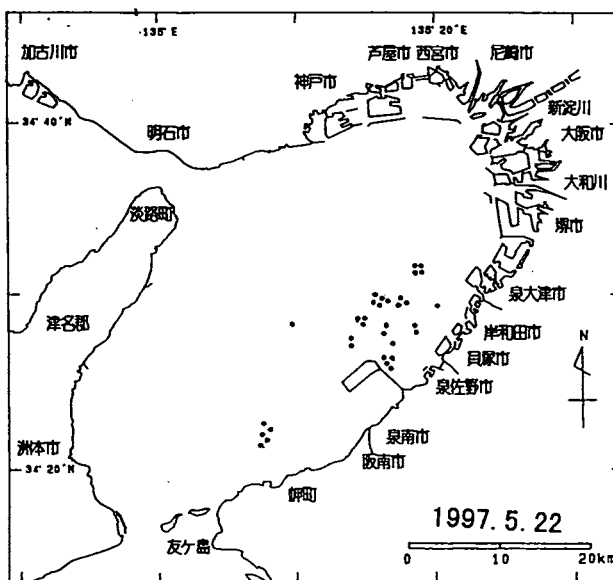 135°E
135°20'E
加古川市
芦屋市
西宮市
尼崎市
神戸市
新淀川
34°40'N
明石市
大阪市
大和川
淡路町
堺市
泉大津市
津名郡
岸和田市
N
貝塚市
泉佐野市
洲本市
泉南市
34°20'N
阪南市
岬町
友ケ島
1997.5.22
0 10 20km